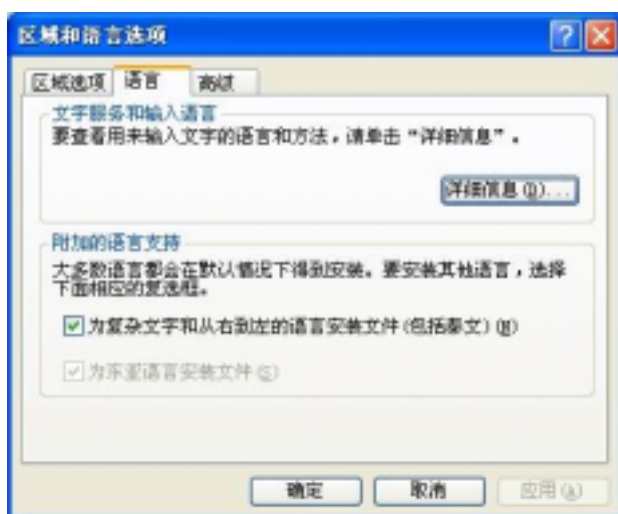 区域和语言选项
区域选项 语言 高级
文字服务和输入语言
要查看用来输入文字的语言和方法，请单击“详细信息”。
详细信息(D)...
附加的语言支持
大多数语言都会在默认情况下得到安装。要安装其他语言，选择
下面相应的复选框。
为复杂文字和从右到左的语言安装文件(包括泰文)(M)
为东亚语言安装文件(S)
确定 取消 应用(A)